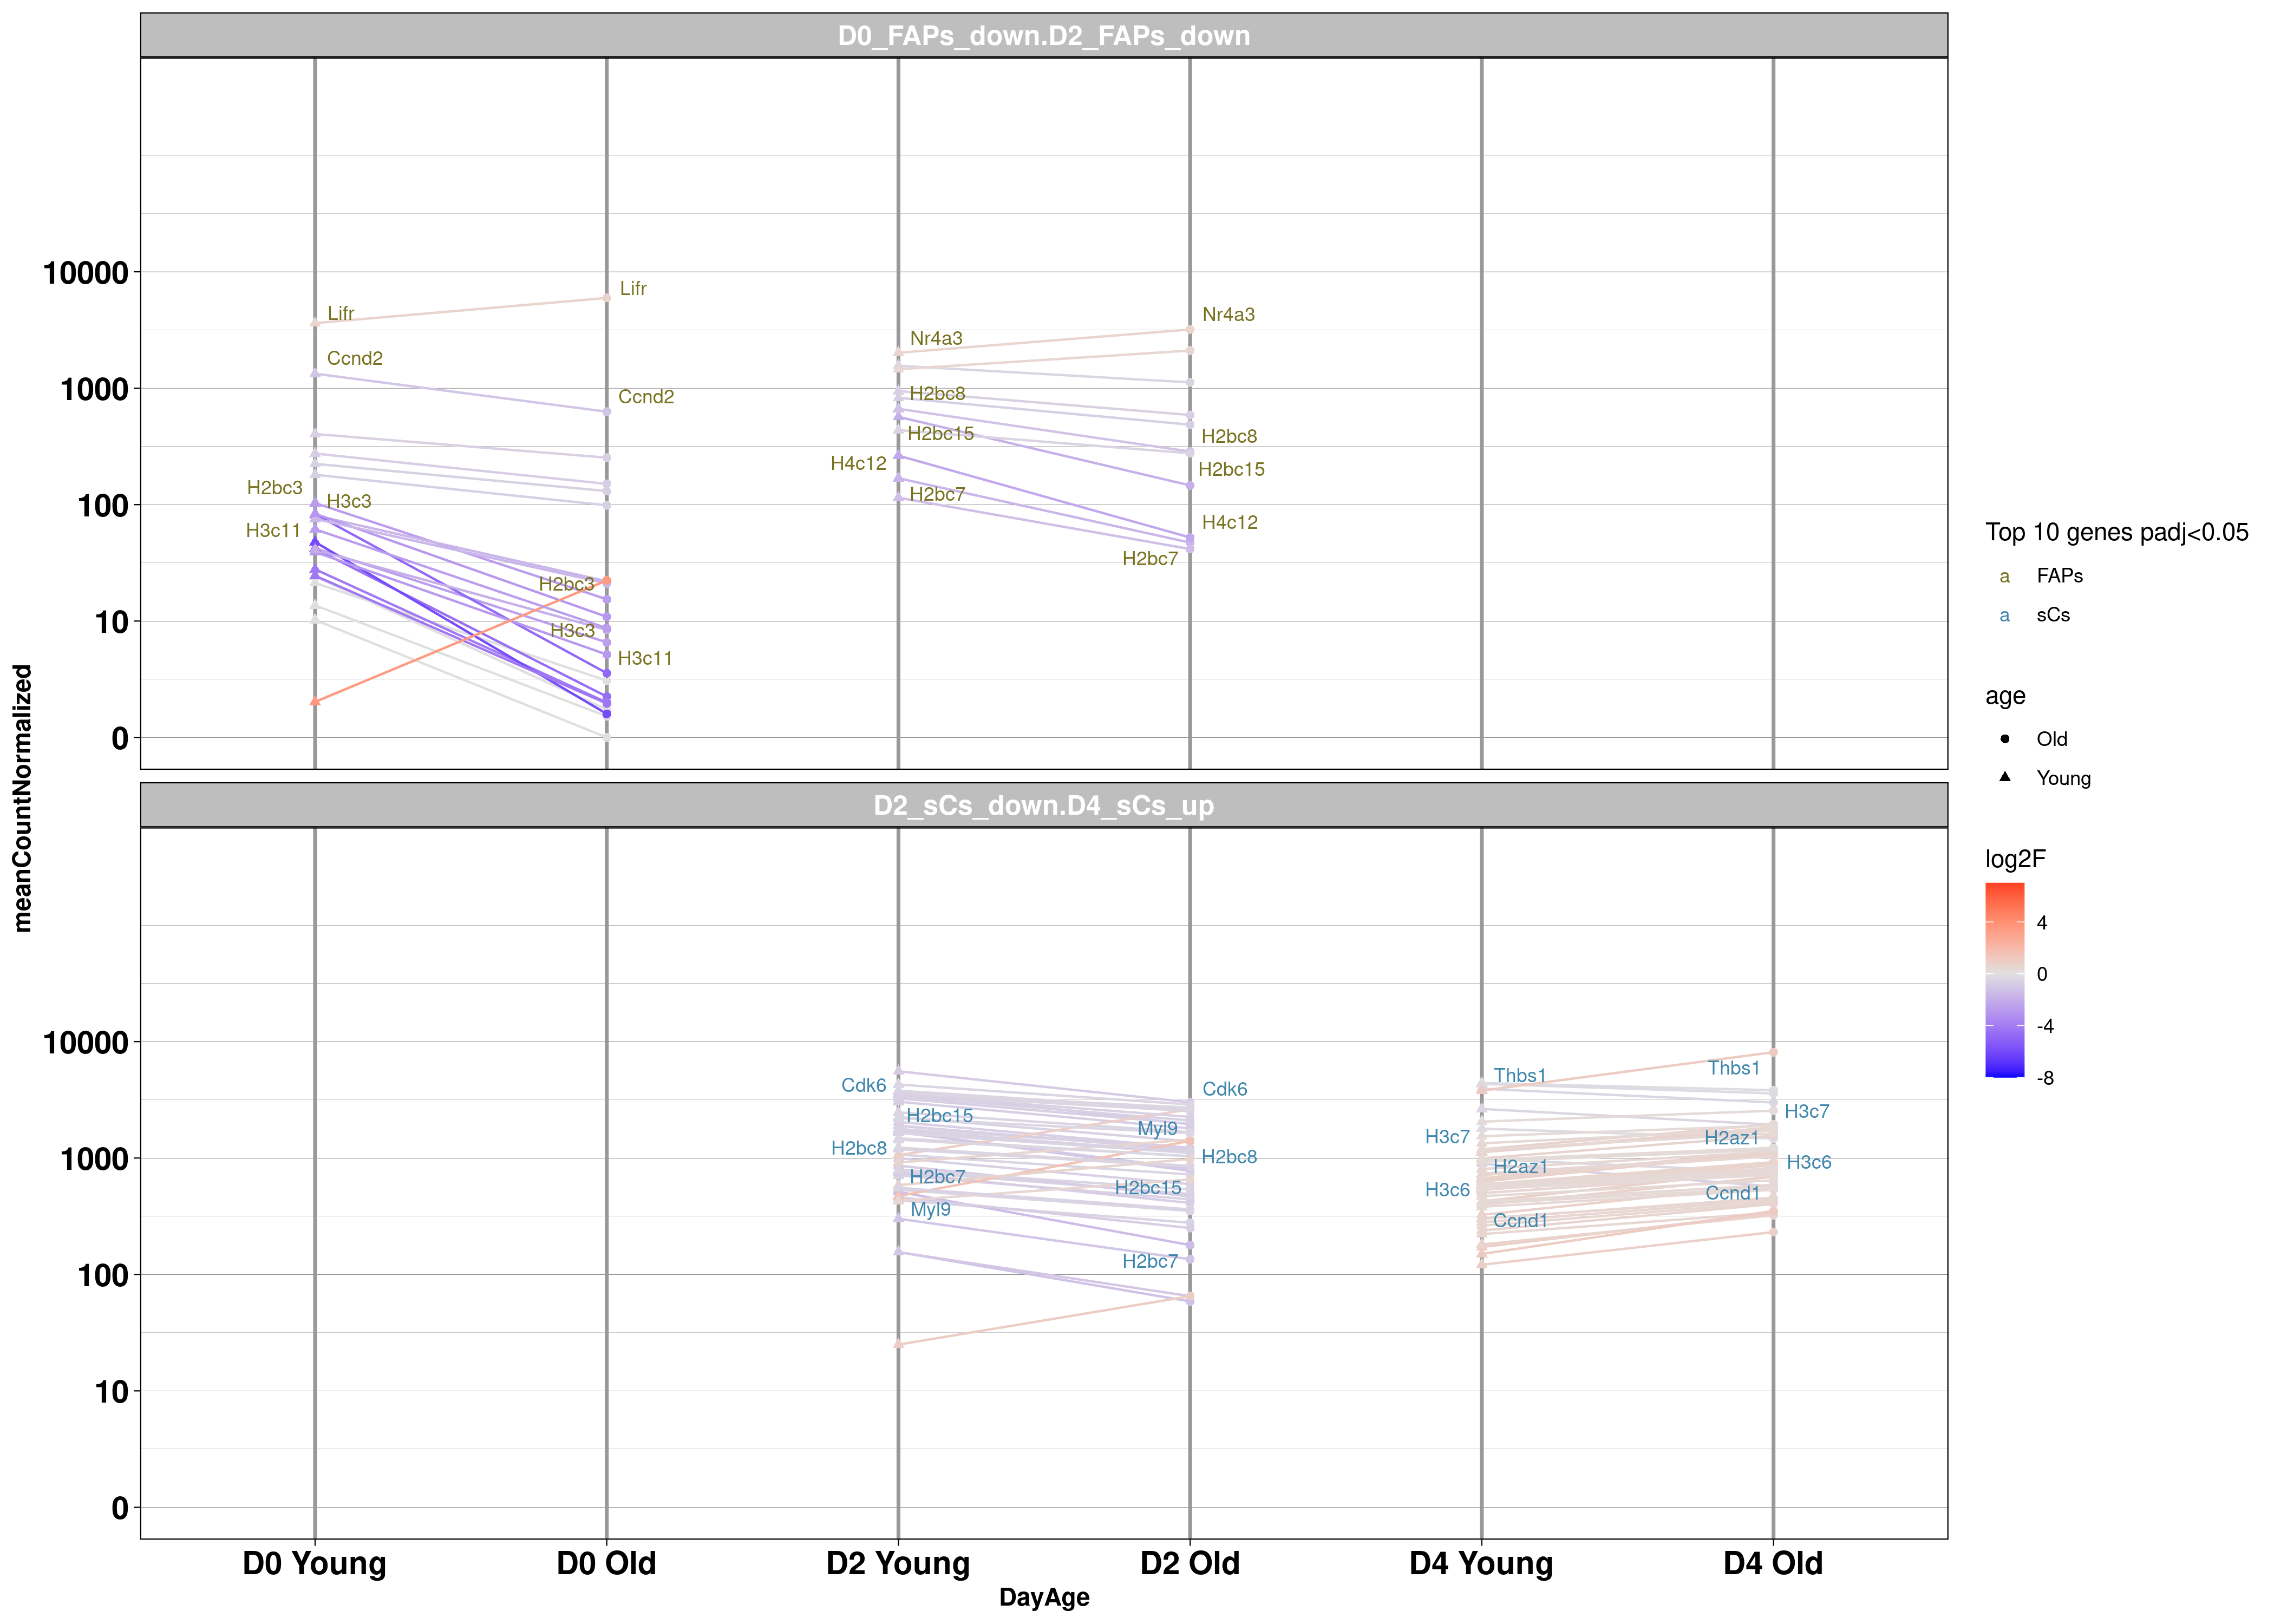 D0_FAPs_down.D2_FAPs_down
10000
1000
100
10
0
Lifr
Lifr
Ccnd2
Ccnd2
H2bc3
H3c3
H3c11
H2bc3
H3c3
H3c11
Nr4a3
Nr4a3
H2bc8
H2bc15
H4c12
H2bc7
H2bc8
H2bc15
H4c12
H2bc7
meanCountNormalized
D2_sCs_down.D4_sCs_up
10000
1000
100
10
0
Cdk6
H2bc15
H2bc8
H2bc7
Myl9
Cdk6
Myl9
H2bc8
H2bc15
H2bc7
Thbs1
H3c7
H2az1
H3c6
Ccnd1
Thbs1
H3c7
H2az1
H3c6
Ccnd1
D0 Young
D0 Old
D2 Young
D2 Old
D4 Young
D4 Old
DayAge
Top 10 genes padj<0.05
a FAPs
a sCs
age
Old
Young
log2F
4
0
-4
-8